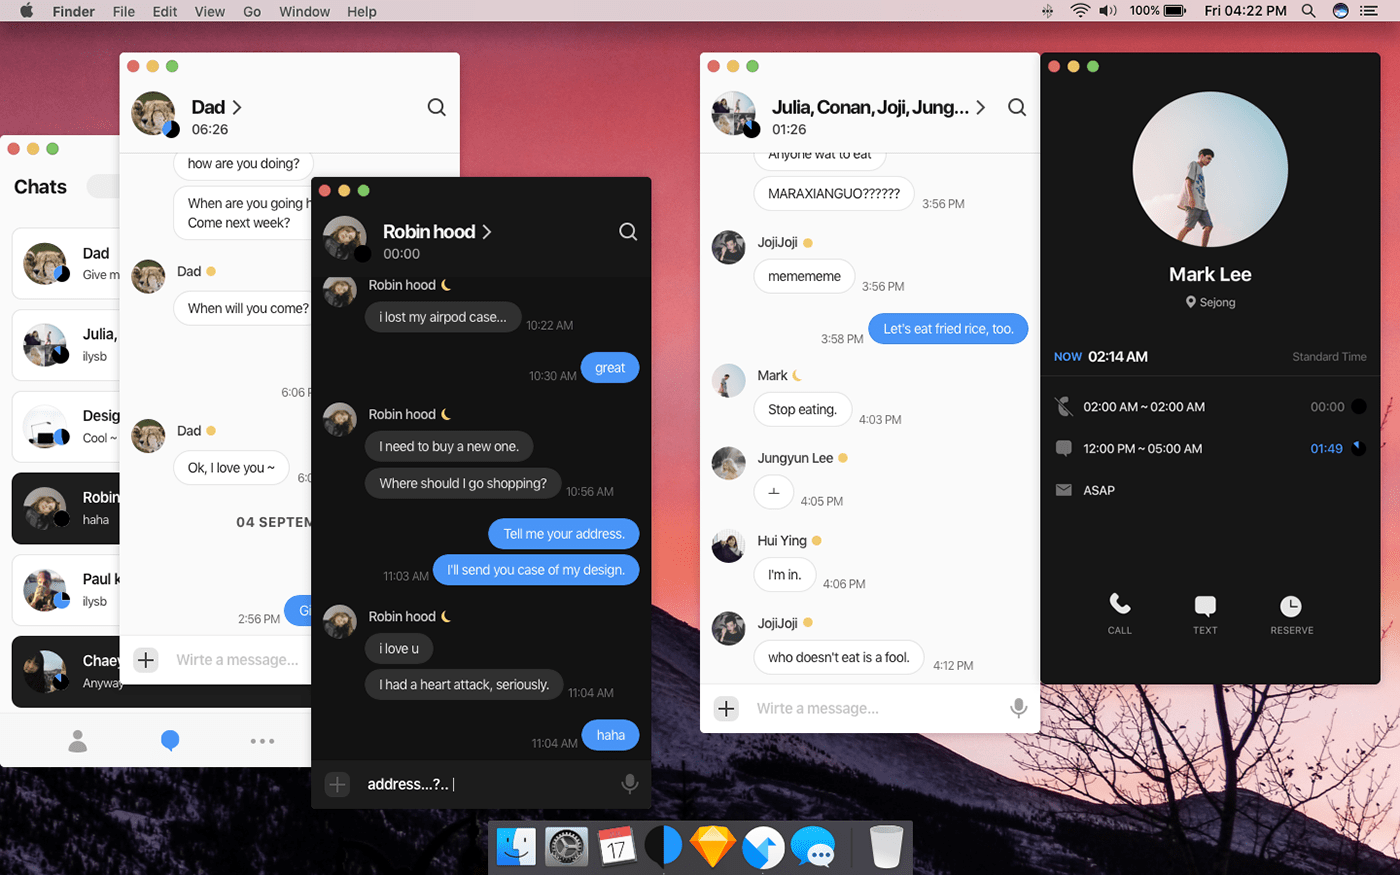 Finder File Edit View Go Window Help
100% Fri 04:22 PM
Chats
Dad
Give m
Julia,
ilysb
Desig
Cool ~
Robin
haha
Paul k
ilysb
Chaey
Anyway
Dad
06:26
how are you doing?
When are you going h
Come next week?
Dad
When will you come?
6:06 P
Dad
Ok, I love you ~
6:0
04 SEPTEM
2:56 PM
Gi
Wirte a message...
Robin hood
00:00
Robin hood
i lost my airpod case...
10:22 AM
great
10:30 AM
Robin hood
I need to buy a new one.
Where should I go shopping?
10:56 AM
Tell me your address.
I'll send you case of my design.
11:03 AM
Robin hood
i love u
I had a heart attack, seriously.
11:04 AM
haha
11:04 AM
address...?.. |
Julia, Conan, Joji, Jung...
01:26
Anyone wat to eat
MARAXIANGUO??????
3:56 PM
JojiJoji
memememe
3:56 PM
Let's eat fried rice, too.
3:58 PM
Mark
Stop eating.
4:03 PM
Jungyun Lee
ㅗ
4:05 PM
Hui Ying
I'm in.
4:06 PM
JojiJoji
who doesn't eat is a fool.
4:12 PM
Wirte a message...
Mark Lee
Sejong
NOW 02:14 AM Standard Time
02:00 AM ~ 02:00 AM 00:00
12:00 PM ~ 05:00 AM 01:49
ASAP
CALL TEXT RESERVE
17